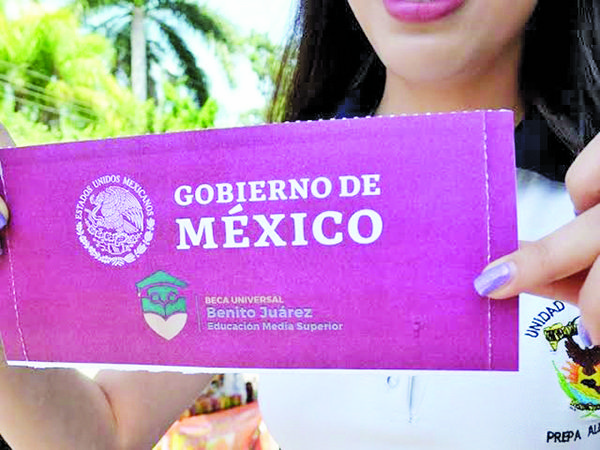 ESTADOS UNIDOS MEXICANOS
GOBIERNO DE
MÉXICO
BECA UNIVERSAL
Benito Juárez
Educación Media Superior
UNIDAD
PREPA